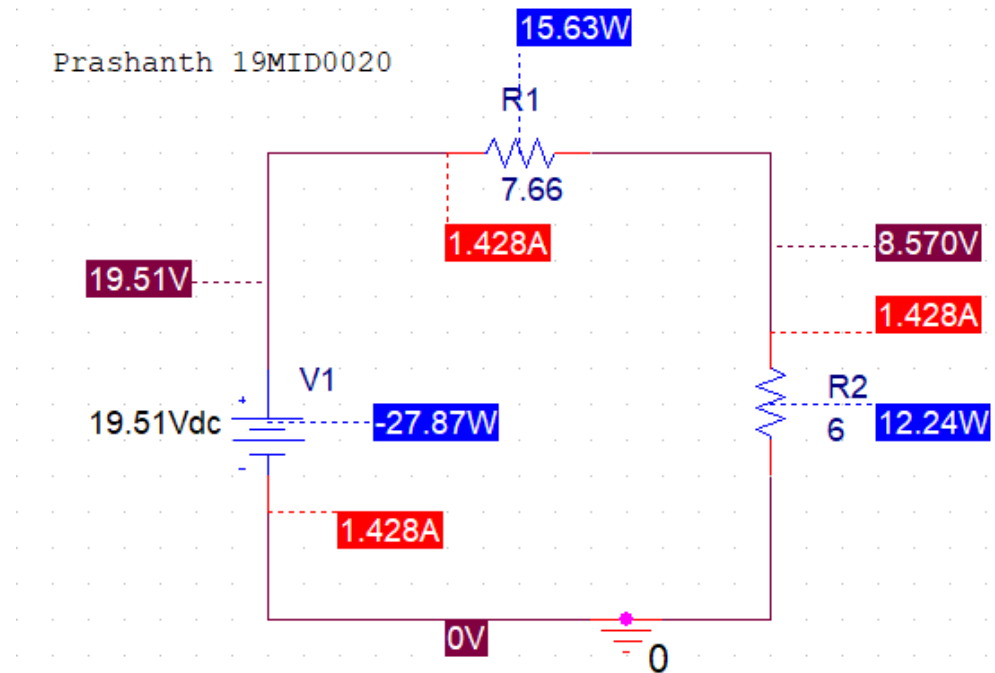 15.63W
Prashanth 19MID0020
R1
7.66
1.428A
8.570V
19.51V
1.428A
V1
R2
19.51Vdc
-27.87W
6
12.24W
1.428A
0V
0